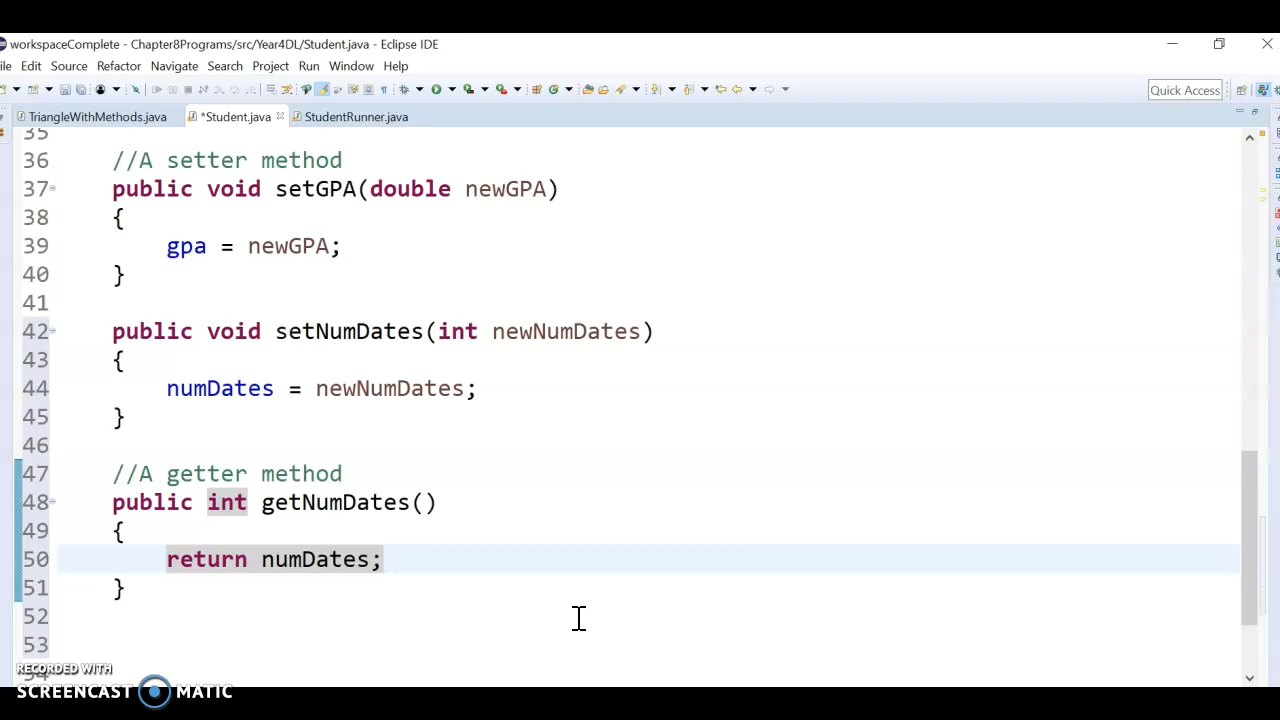 workspaceComplete - Chapter8Programs/src/Year4DL/Student.java - Eclipse IDE
ile Edit Source Refactor Navigate Search Project Run Window Help
Quick Access
TriangleWithMethods.java *Student.java StudentRunner.java
35
36 //A setter method
37 public void setGPA(double newGPA)
38 {
39 gpa = newGPA;
40 }
41
42 public void setNumDates(int newNumDates)
43 {
44 numDates = newNumDates;
45 }
46
47 //A getter method
48 public int getNumDates()
49 {
50 return numDates;
51 }
52
53
54
RECORDED WITH
SCREENCAST MATIC